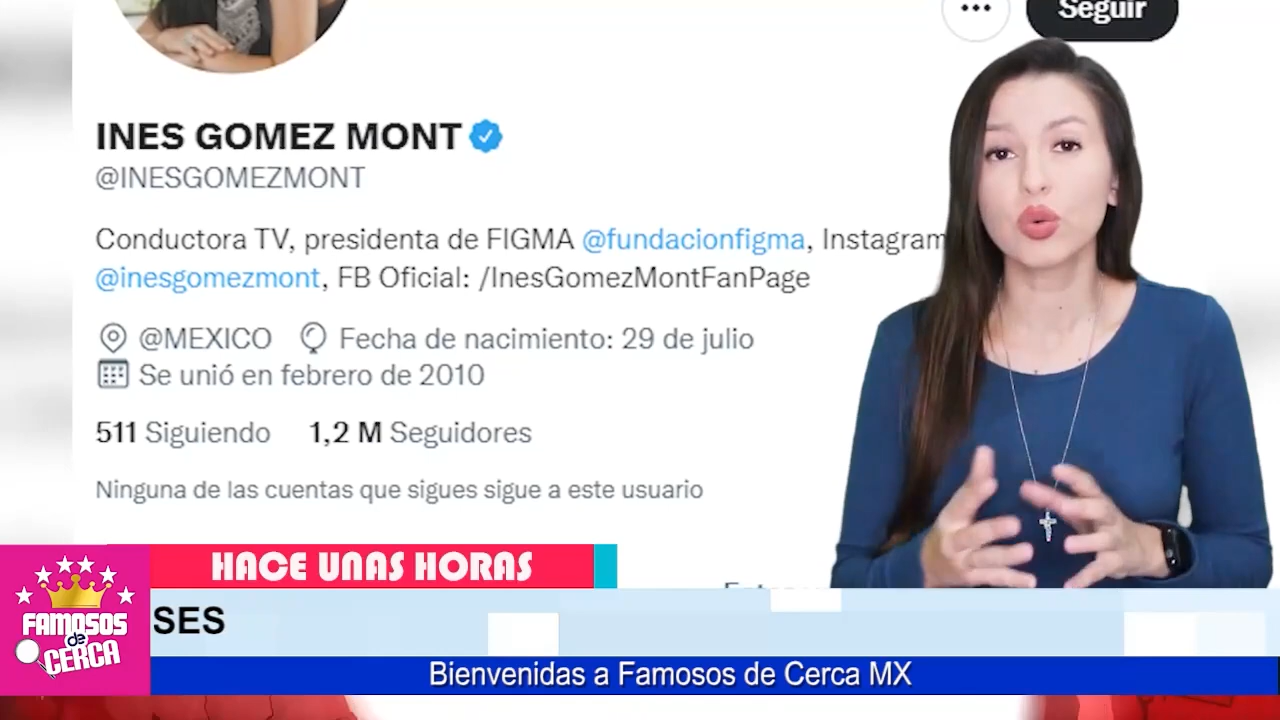 Seguir
INES GOMEZ MONT
@INESGOMEZMONT
Conductora TV, presidenta de FIGMA @fundacionfigma, Instagram
@inesgomezmont, FB Oficial: /InesGomezMontFanPage
@MEXICO Fecha de nacimiento: 29 de julio
Se unió en febrero de 2010
511 Siguiendo 1,2 M Seguidores
Ninguna de las cuentas que sigues sigue a este usuario
HACE UNAS HORAS
SES
FAMOSOS
de
CERCA
Bienvenidas a Famosos de Cerca MX